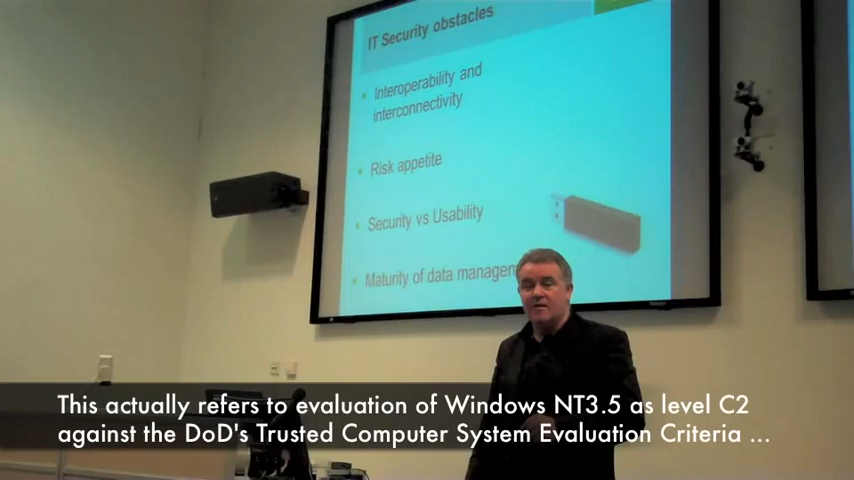 IT Security obstacles
Interoperability and
interconnectivity
Risk appetite
Security vs Usability
Maturity of data
This actually refers to evaluation of Windows NT3.5 as level C2
against the DoD's Trusted Computer System Evaluation Criteria ...